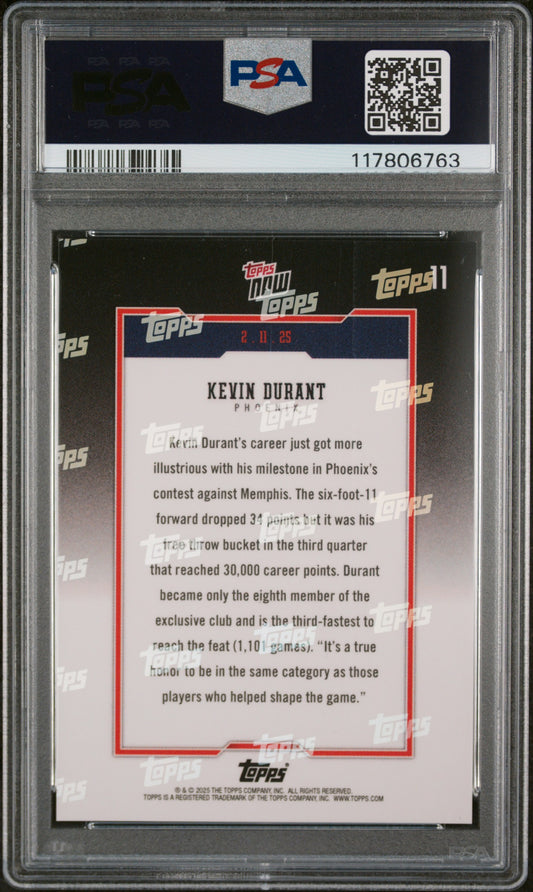 PSA
117806763
TOPPS NOW
11
2.11.25
KEVIN DURANT
PHOENIX
Kevin Durant's career just got more
illustrious with his milestone in Phoenix's
contest against Memphis. The six-foot-11
forward dropped 34 points but it was his
free throw bucket in the third quarter
that reached 30,000 career points. Durant
became only the eighth member of the
exclusive club and is the third-fastest to
reach the feat (1,101 games). "It's a true
honor to be in the same category as those
players who helped shape the game."
TOPPS
® & © 2025 THE TOPPS COMPANY, INC. ALL RIGHTS RESERVED.
TOPPS IS A REGISTERED TRADEMARK OF THE TOPPS COMPANY, INC. WWW.TOPPS.COM